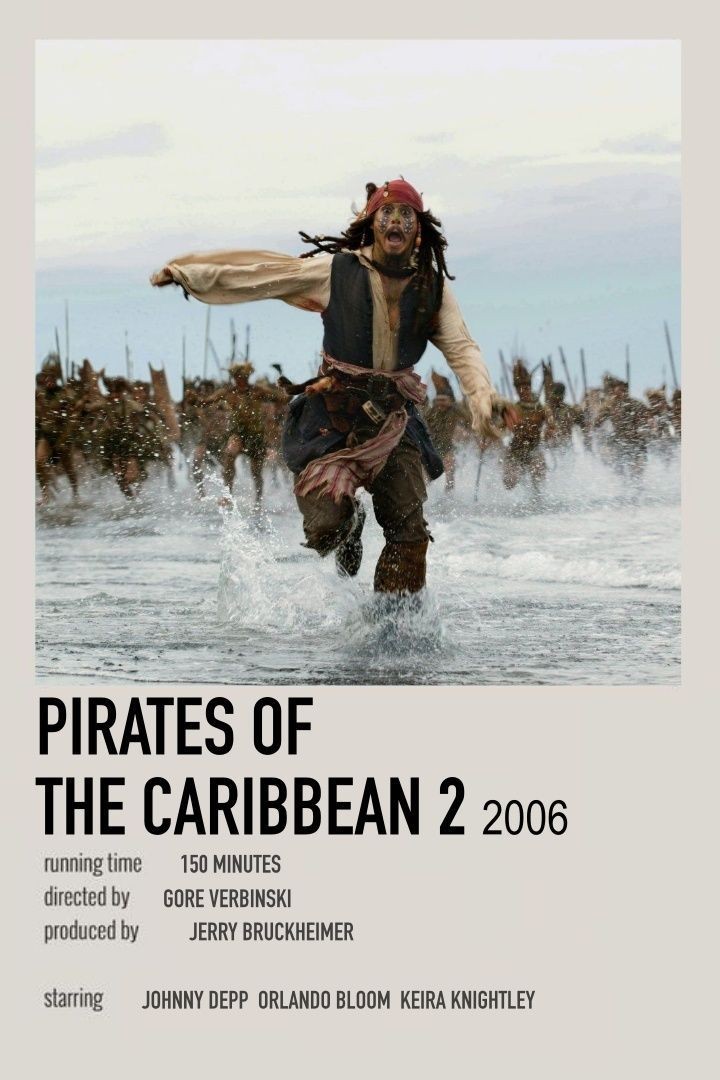 PIRATES OF
THE CARIBBEAN 2 2006
running time 150 MINUTES
directed by GORE VERBINSKI
produced by JERRY BRUCKHEIMER
starring JOHNNY DEPP ORLANDO BLOOM KEIRA KNIGHTLEY